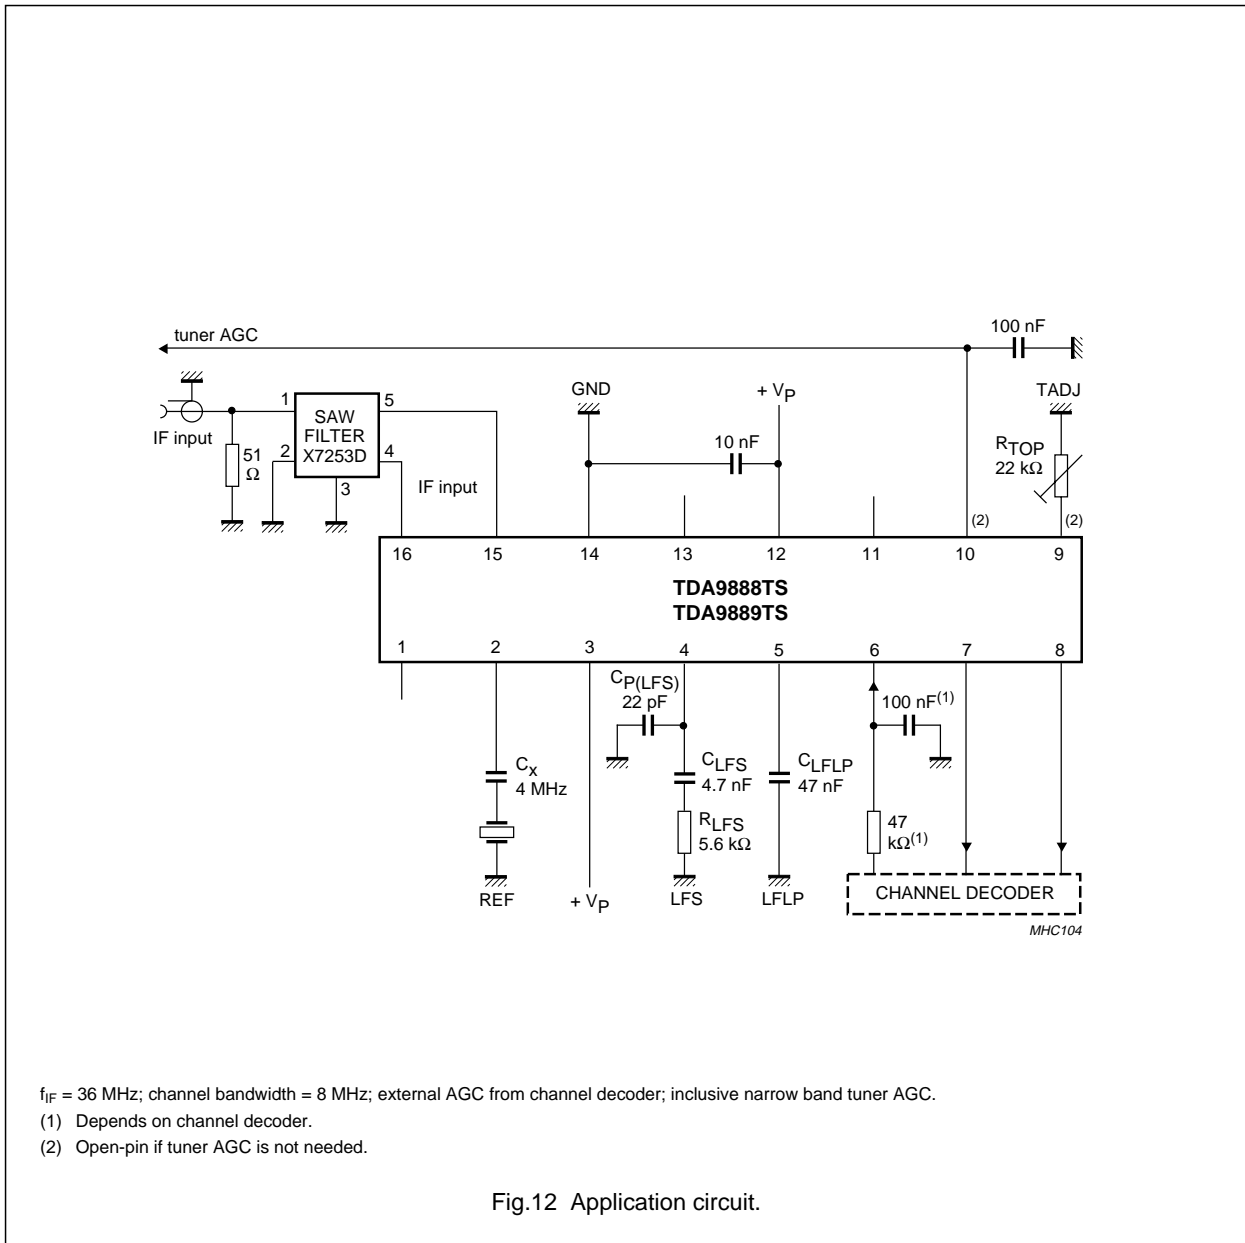 tuner AGC
100 nF
GND
+ VP
TADJ
1
5
SAW
FILTER
X7253D
IF input
2
4
51
Ω
3
IF input
10 nF
RTOP
22 kΩ
(2)
(2)
16
15
14
13
12
11
10
9
TDA9888TS
TDA9889TS
1
2
3
4
5
6
7
8
CP(LFS)
22 pF
100 nF(1)
Cx
4 MHz
CLFS
4.7 nF
CLFLP
47 nF
RLFS
5.6 kΩ
47
kΩ(1)
REF
+ VP
LFS
LFLP
CHANNEL DECODER
MHC104
fIF = 36 MHz; channel bandwidth = 8 MHz; external AGC from channel decoder; inclusive narrow band tuner AGC.
(1) Depends on channel decoder.
(2) Open-pin if tuner AGC is not needed.
Fig.12 Application circuit.